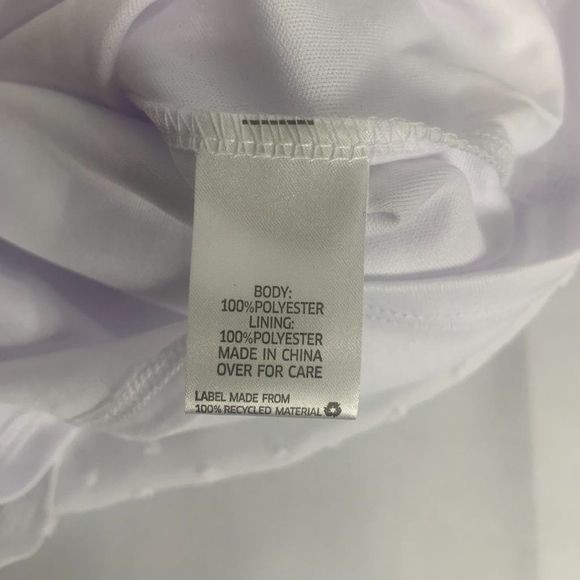 BODY:
100%POLYESTER
LINING:
100%POLYESTER
MADE IN CHINA
OVER FOR CARE
LABEL MADE FROM
100% RECYCLED MATERIAL